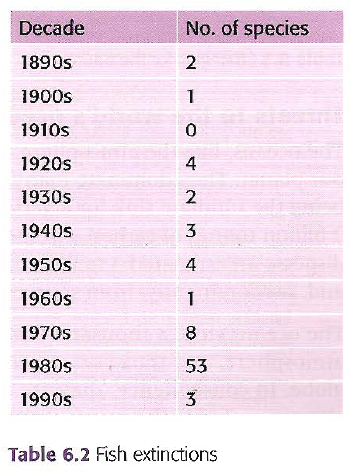 Decade No. of species
1890s 2
1900s 1
1910s 0
1920s 4
1930s 2
1940s 3
1950s 4
1960s 1
1970s 8
1980s 53
1990s 3
Table 6.2 Fish extinctions